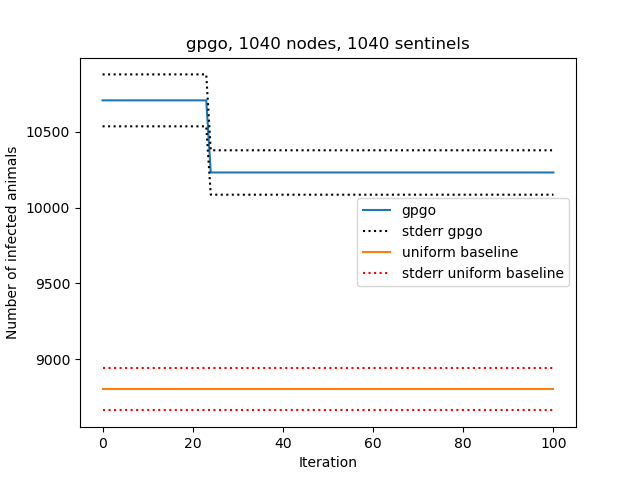 gpgo, 1040 nodes, 1040 sentinels
Number of infected animals
10500
10000
9500
9000
gpgo
stderr gpgo
uniform baseline
stderr uniform baseline
0 20 40 60 80 100
Iteration